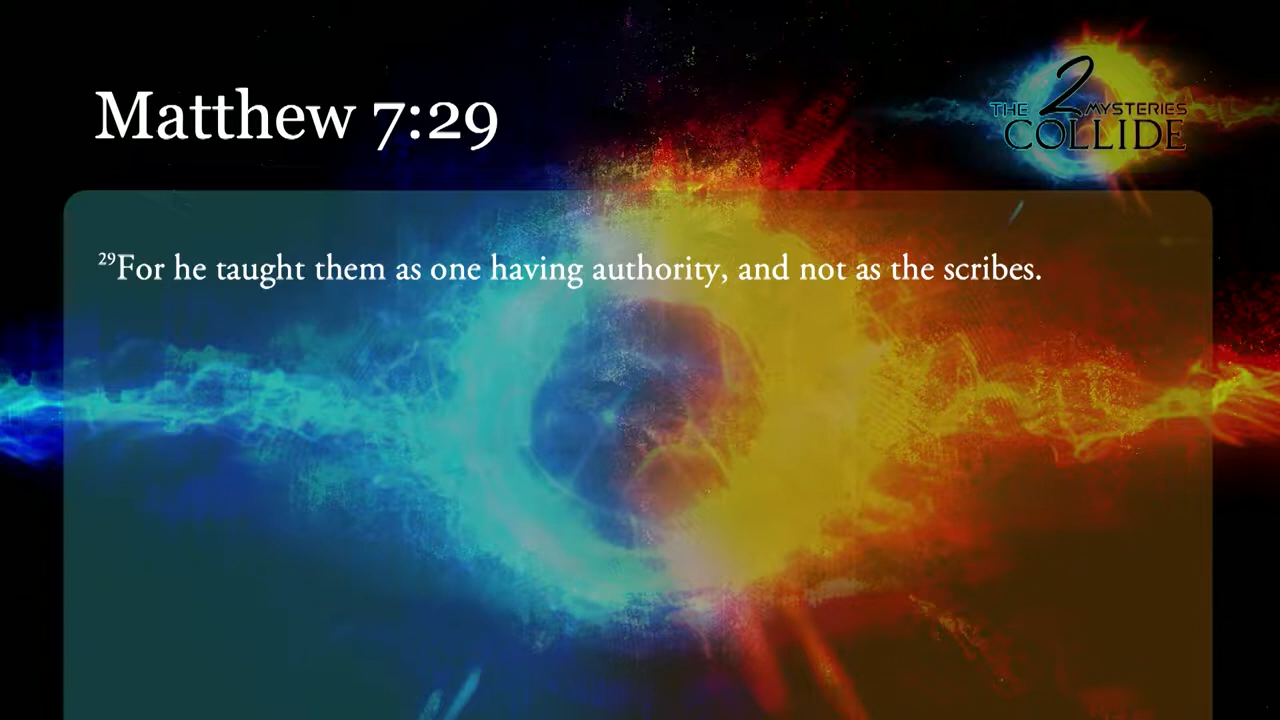 Matthew 7:29
THE 2 MYSTERIES
COLLIDE
29For he taught them as one having authority, and not as the scribes.